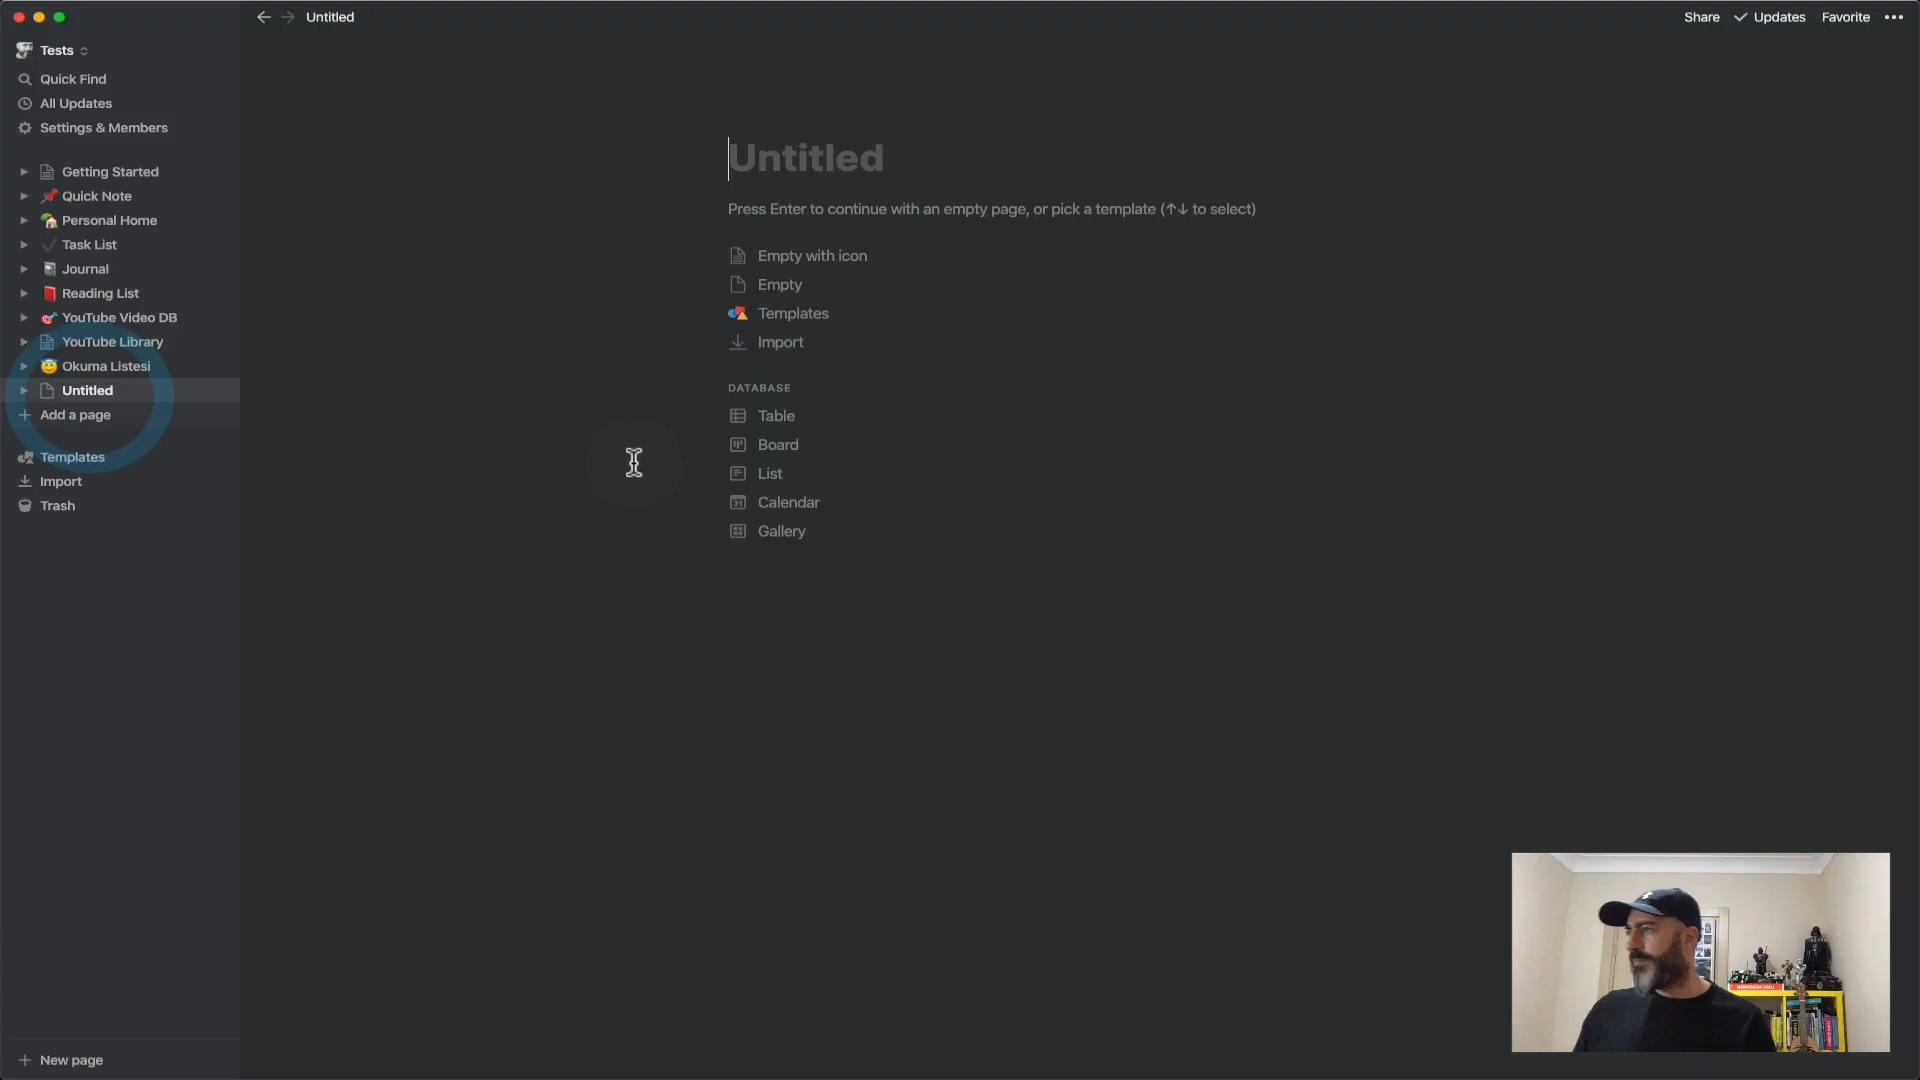 Untitled
Share
Updates
Favorite
Tests
Quick Find
All Updates
Settings & Members
Getting Started
Quick Note
Personal Home
Task List
Journal
Reading List
YouTube Video DB
YouTube Library
Okuma Listesi
Untitled
Add a page
Templates
Import
Trash
New page
Untitled
Press Enter to continue with an empty page, or pick a template (↑↓ to select)
Empty with icon
Empty
Templates
Import
DATABASE
Table
Board
List
31
Calendar
Gallery